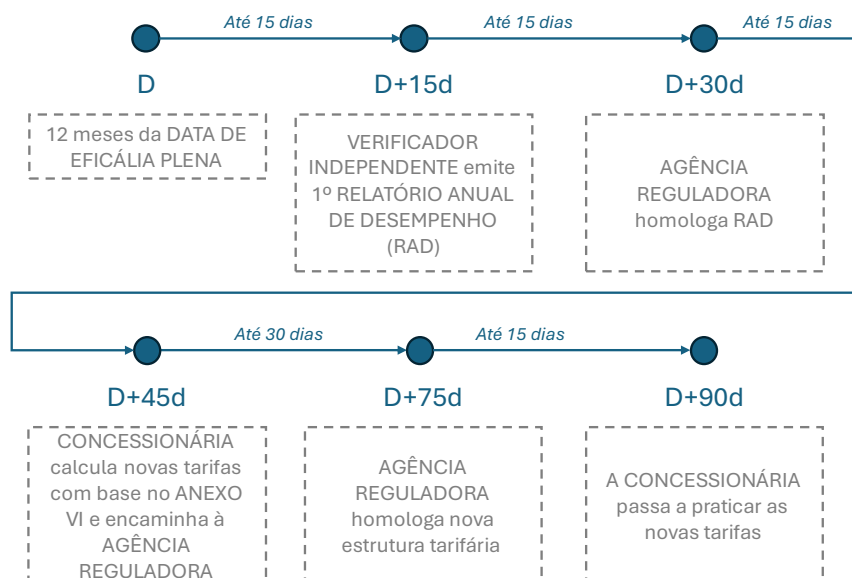 Até 15 dias
Até 15 dias
Até 15 dias
D
D+15d
D+30d
12 meses da DATA DE
EFICÁLIA PLENA
VERIFICADOR
INDEPENDENTE emite
1º RELATÓRIO ANUAL
DE DESEMPENHO
(RAD)
AGÊNCIA
REGULADORA
homologa RAD
Até 30 dias
Até 15 dias
D+45d
D+75d
D+90d
CONCESSIONÁRIA
calcula novas tarifas
com base no ANEXO
VI e encaminha à
AGÊNCIA
REGULADORA
AGÊNCIA
REGULADORA
homologa nova
estrutura tarifária
A CONCESSIONÁRIA
passa a praticar as
novas tarifas